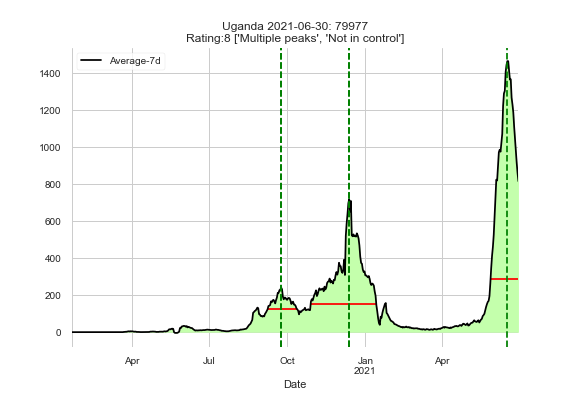 Uganda 2021-06-30: 79977
Rating:8 ['Multiple peaks', 'Not in control']
Average-7d
1400
1200
1000
800
600
400
200
0
Apr
Jul
Oct
Jan
2021
Apr
Date